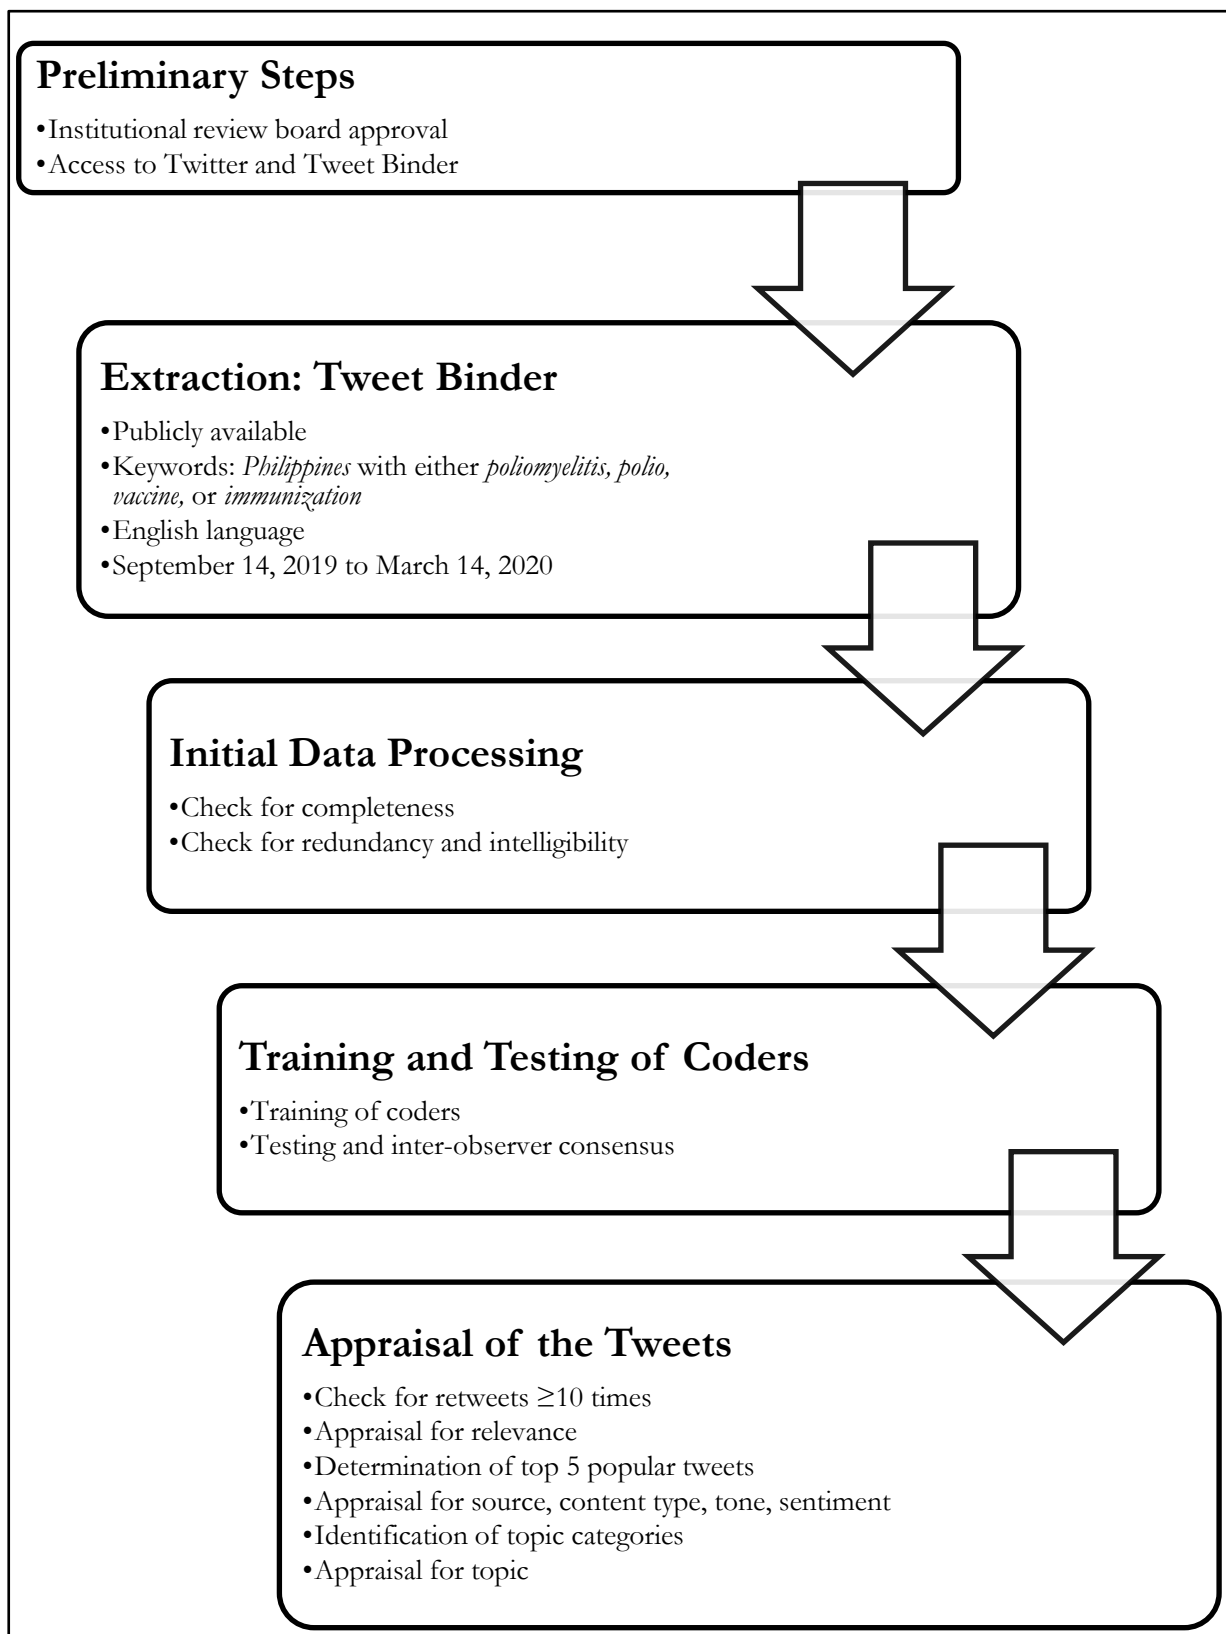 Preliminary Steps
•Institutional review board approval
•Access to Twitter and Tweet Binder
Extraction: Tweet Binder
•Publicly available
•Keywords: Philippines with either poliomyelitis, polio,
vaccine, or immunization
•English language
•September 14, 2019 to March 14, 2020
Initial Data Processing
•Check for completeness
•Check for redundancy and intelligibility
Training and Testing of Coders
•Training of coders
•Testing and inter-observer consensus
Appraisal of the Tweets
•Check for retweets ≥10 times
•Appraisal for relevance
•Determination of top 5 popular tweets
•Appraisal for source, content type, tone, sentiment
•Identification of topic categories
•Appraisal for topic